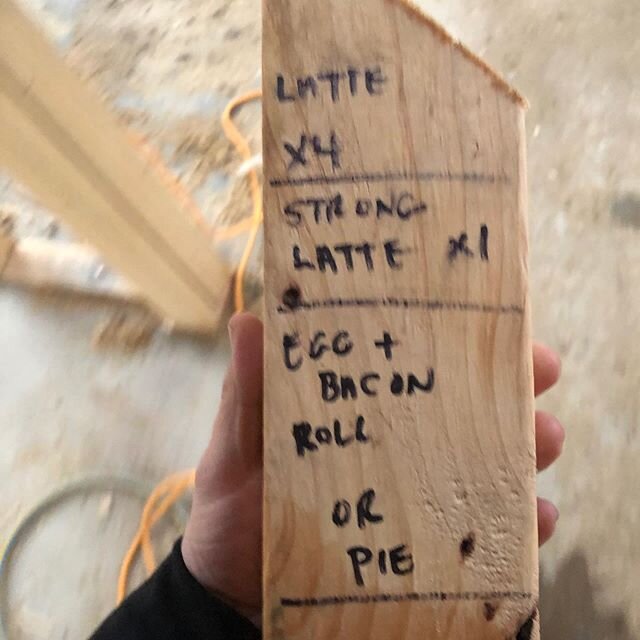 LATTE
X4
STRONG
LATTE X1
EGG +
BACON
ROLL
OR
PIE